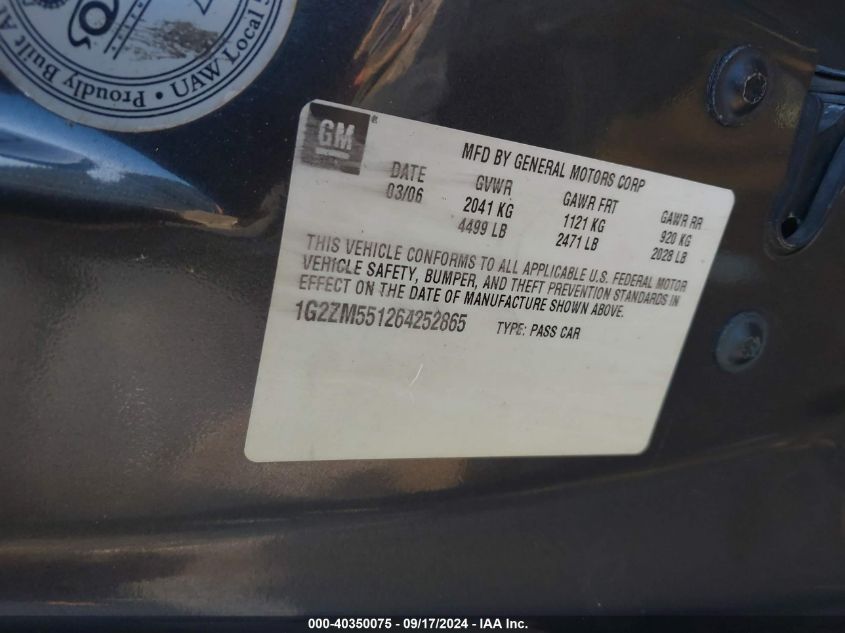 Proudly Built
UAW Local
GM
MFD BY GENERAL MOTORS CORP
DATE GVWR GAWR FRT GAWR RR
03/06 2041 KG 1121 KG 920 KG
4499 LB 2471 LB 2028 LB
THIS VEHICLE CONFORMS TO ALL APPLICABLE U.S. FEDERAL MOTOR
VEHICLE SAFETY, BUMPER, AND THEFT PREVENTION STANDARDS IN
EFFECT ON THE DATE OF MANUFACTURE SHOWN ABOVE.
1G2ZM551264252865 TYPE: PASS CAR
000-40350075 - 09/17/2024 - IAA Inc.